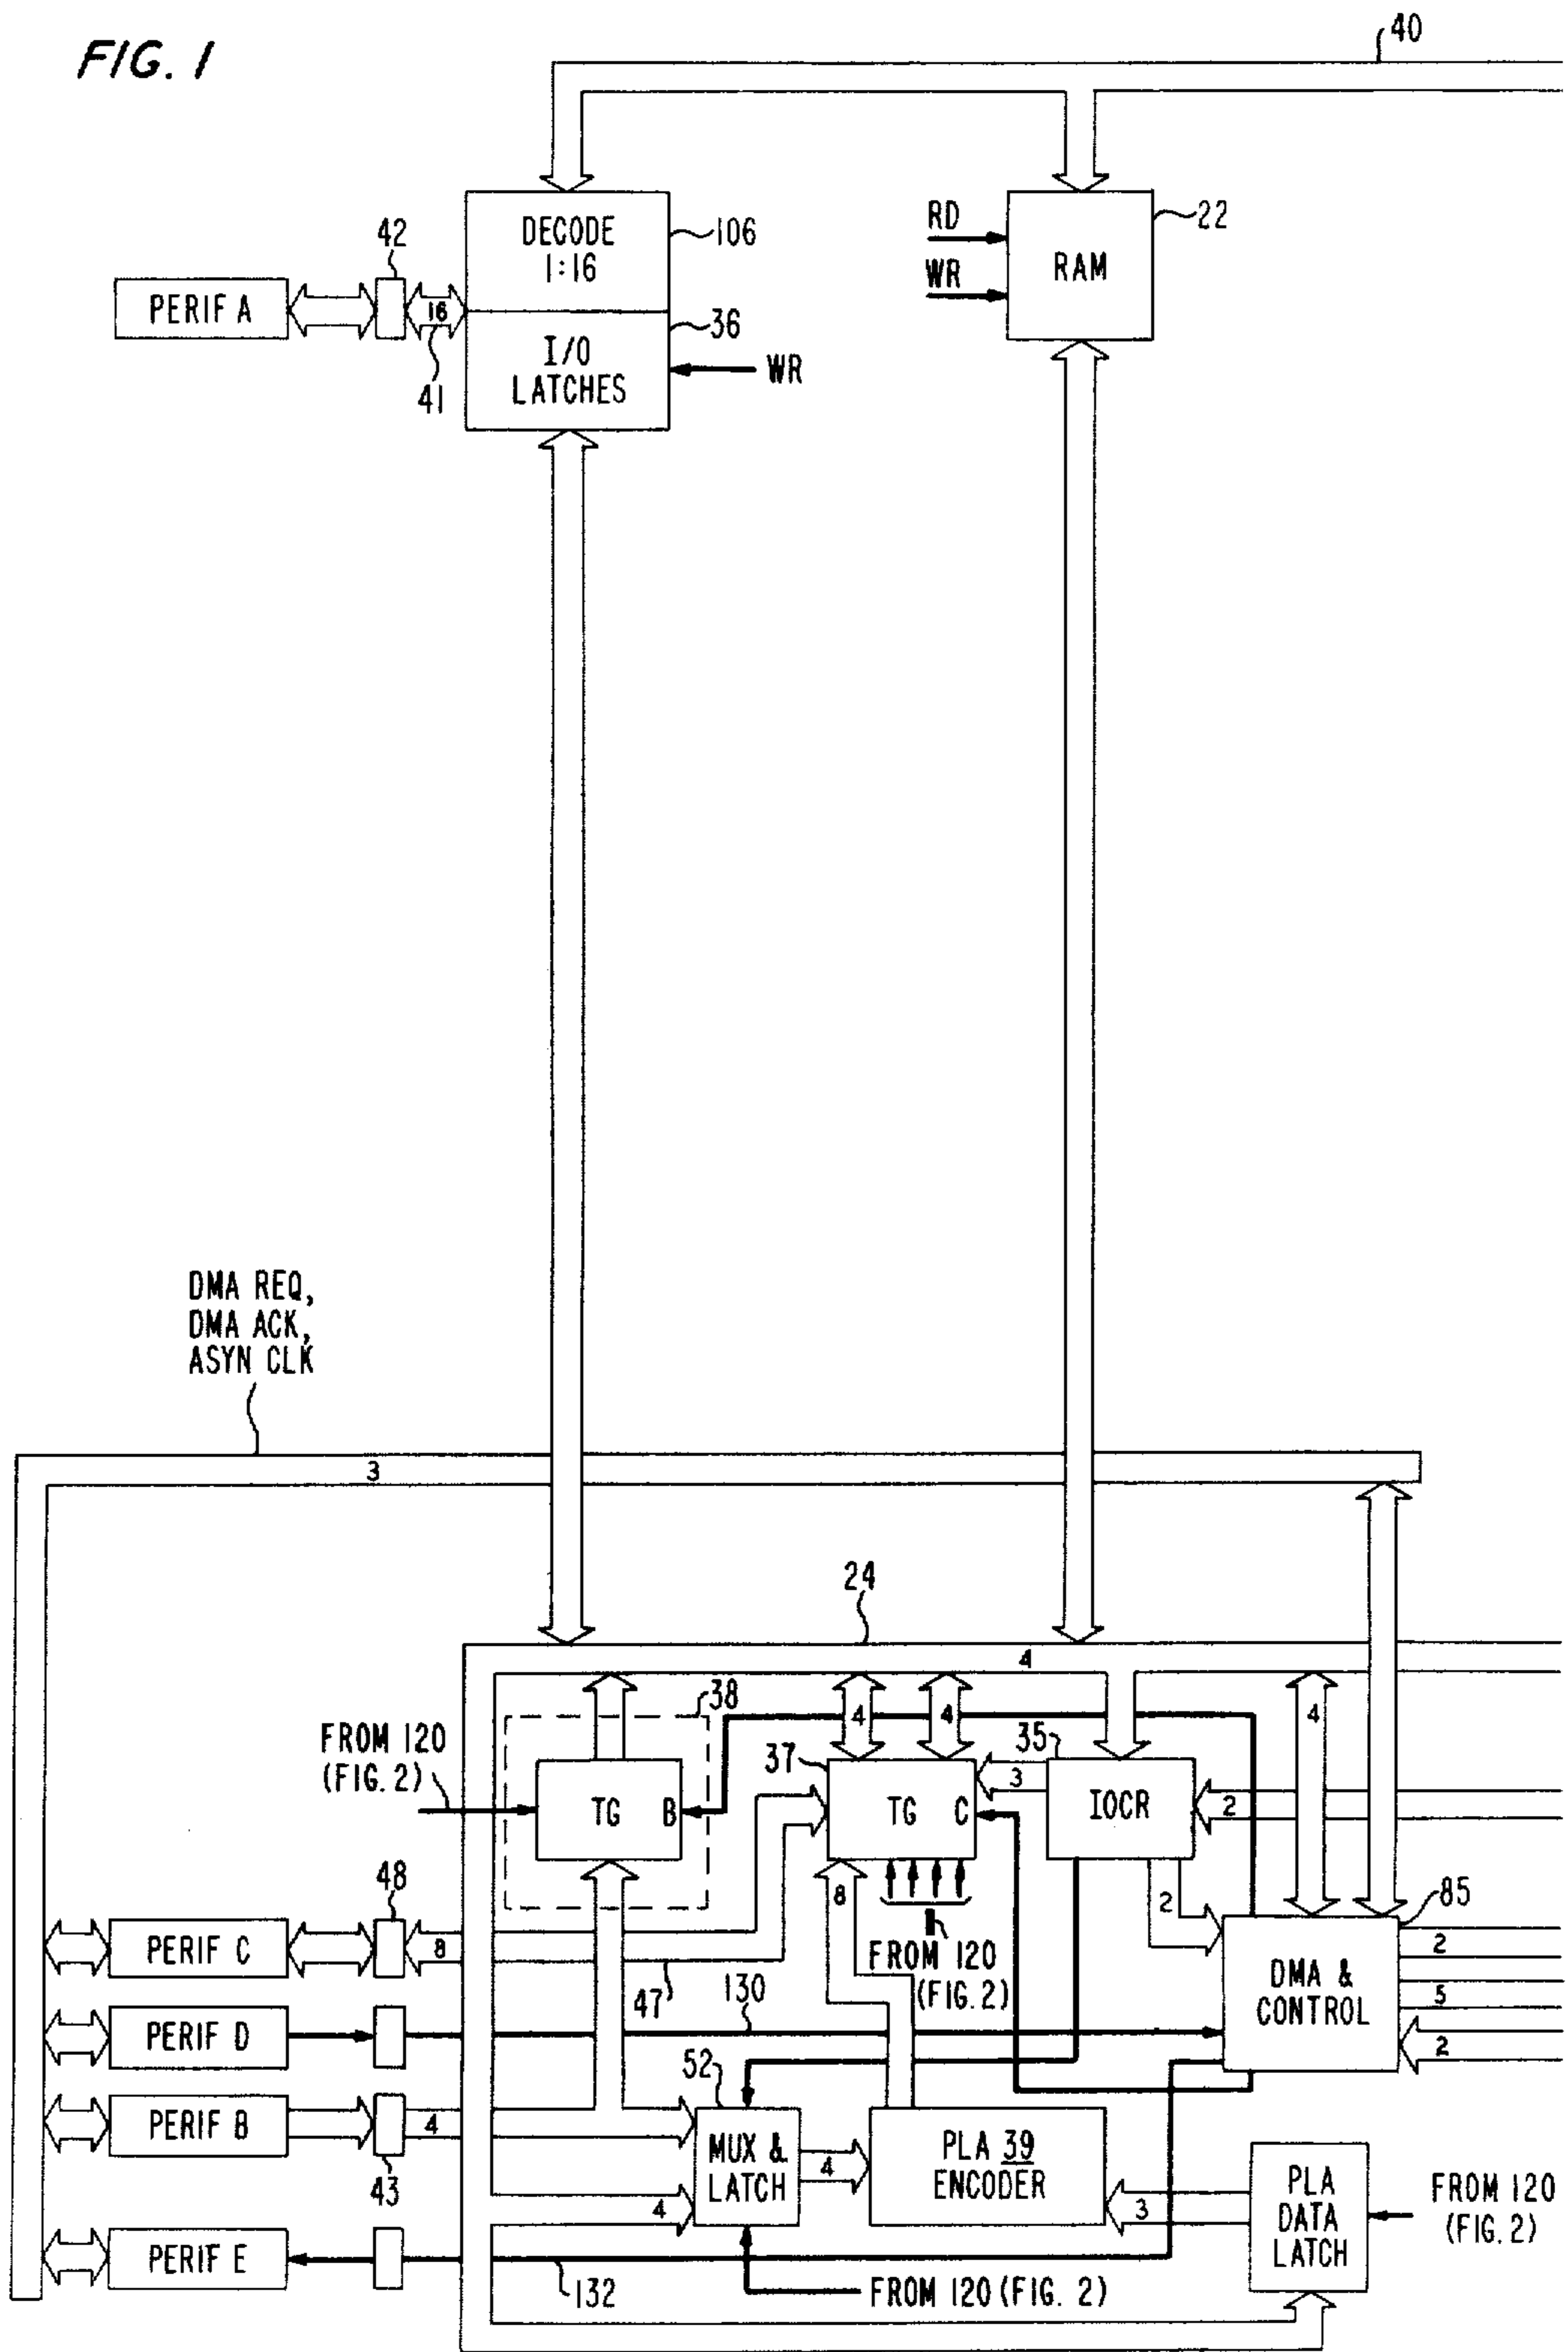 FIG. 1
40
DECODE
1:16
106
42
RD
22
RAM
WR
PERIF A
16
36
I/O
LATCHES
WR
41
DMA REQ,
DMA ACK,
ASYN CLK
3
24
4
38
FROM 120
(FIG. 2)
4
4
4
37
35
3
TG
B
TG
C
IOCR
2
48
8
2
85
PERIF C
8
FROM 120
(FIG. 2)
2
DMA &
CONTROL
47
130
5
PERIF D
2
52
PERIF B
4
MUX &
LATCH
4
PLA 39
ENCODER
43
4
3
PLA
DATA
LATCH
FROM 120
(FIG. 2)
PERIF E
132
FROM 120 (FIG. 2)